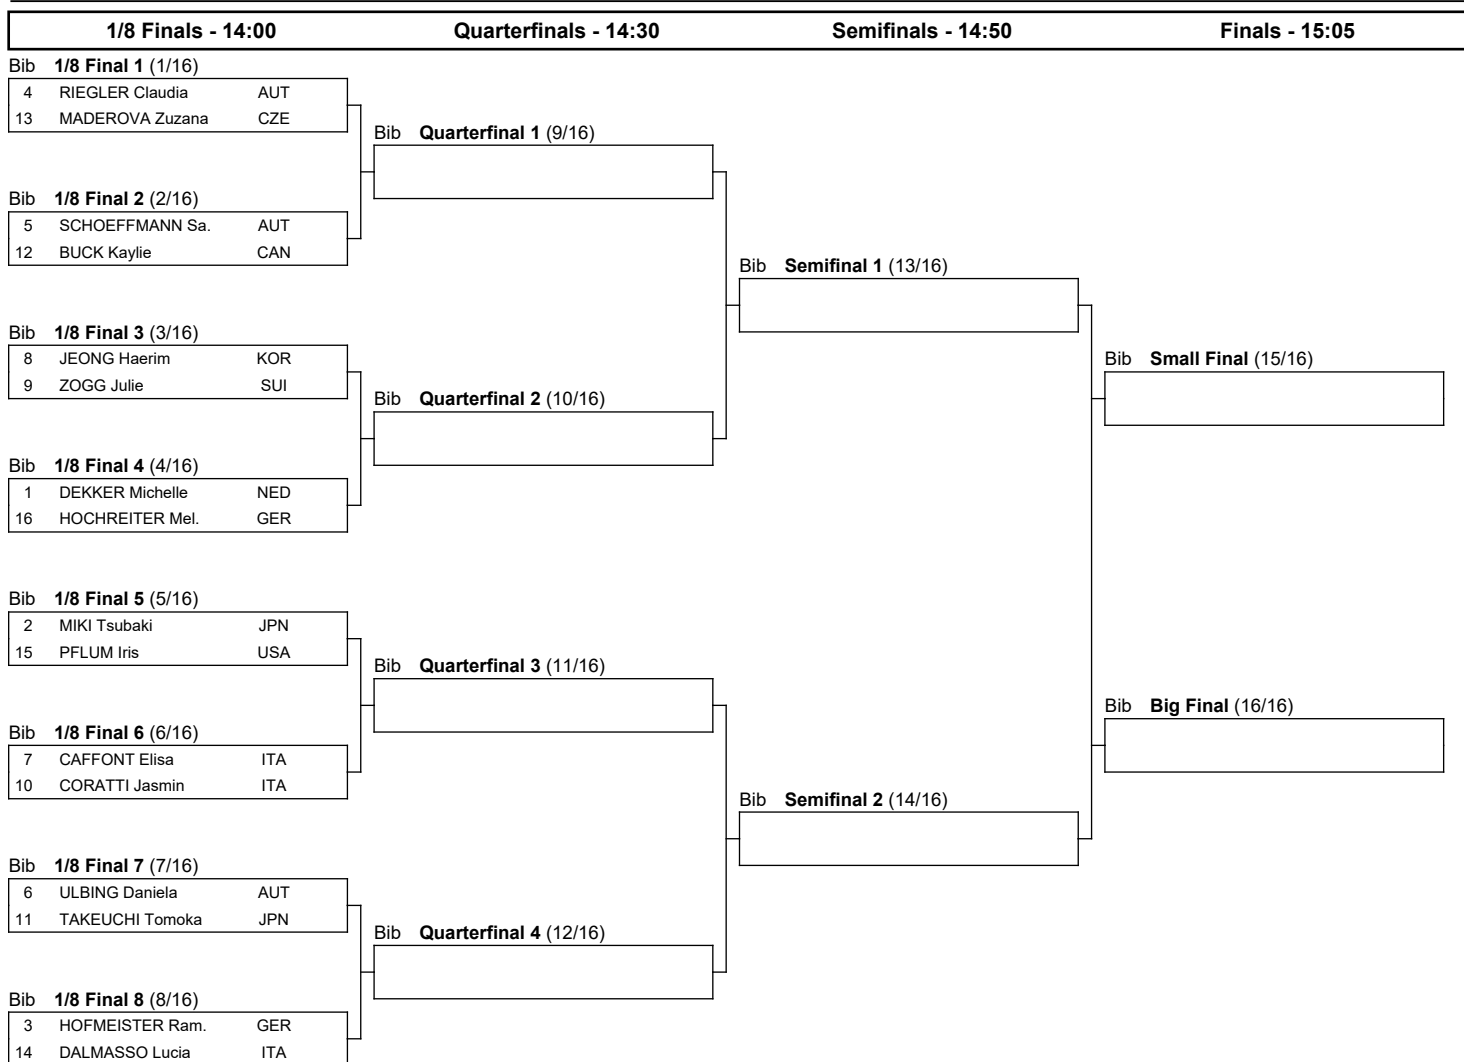 1/8 Finals - 14:00 Quarterfinals - 14:30 Semifinals - 14:50 Finals - 15:05
Bib 1/8 Final 1 (1/16)
4 RIEGLER Claudia AUT
13 MADEROVA Zuzana CZE
Bib Quarterfinal 1 (9/16)
Bib 1/8 Final 2 (2/16)
5 SCHOEFFMANN Sa. AUT
12 BUCK Kaylie CAN
Bib Semifinal 1 (13/16)
Bib 1/8 Final 3 (3/16)
8 JEONG Haerim KOR
Bib Small Final (15/16)
9 ZOGG Julie SUI
Bib Quarterfinal 2 (10/16)
Bib 1/8 Final 4 (4/16)
1 DEKKER Michelle NED
16 HOCHREITER Mel. GER
Bib 1/8 Final 5 (5/16)
2 MIKI Tsubaki JPN
15 PFLUM Iris USA
Bib Quarterfinal 3 (11/16)
Bib Big Final (16/16)
Bib 1/8 Final 6 (6/16)
7 CAFFONT Elisa ITA
10 CORATTI Jasmin ITA
Bib Semifinal 2 (14/16)
Bib 1/8 Final 7 (7/16)
6 ULBING Daniela AUT
11 TAKEUCHI Tomoka JPN
Bib Quarterfinal 4 (12/16)
Bib 1/8 Final 8 (8/16)
3 HOFMEISTER Ram. GER
14 DALMASSO Lucia ITA